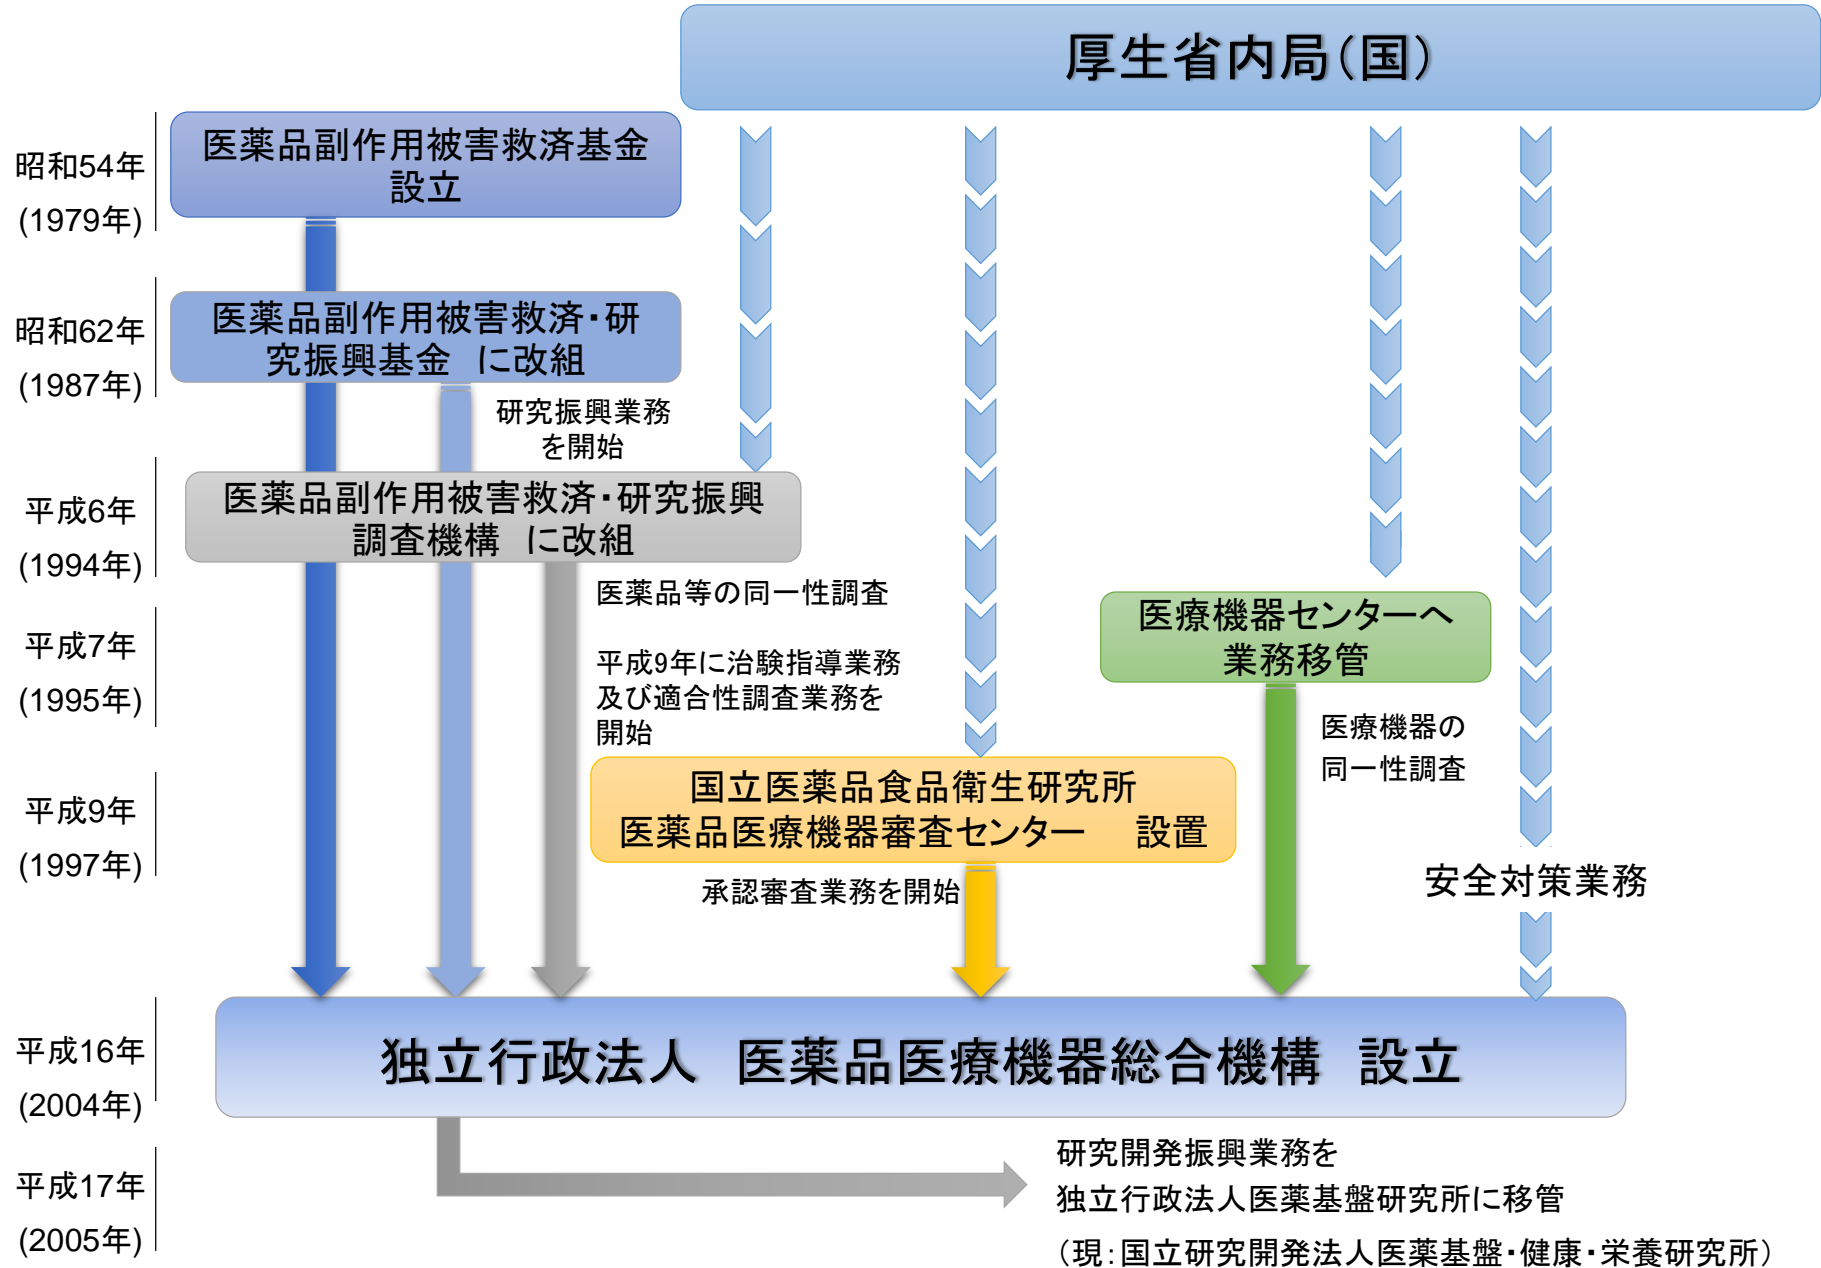 厚生省内局（国）
昭和54年
(1979年)
医薬品副作用被害救済基金
設立
昭和62年
(1987年)
医薬品副作用被害救済・研
究振興基金　に改組
研究振興業務
を開始
平成6年
(1994年)
医薬品副作用被害救済・研究振興
調査機構　に改組
医薬品等の同一性調査
平成9年に治験指導業務
及び適合性調査業務を
開始
平成7年
(1995年)
医療機器センターへ
業務移管
医療機器の
同一性調査
平成9年
(1997年)
国立医薬品食品衛生研究所
医薬品医療機器審査センター　設置
承認審査業務を開始
安全対策業務
平成16年
(2004年)
独立行政法人　医薬品医療機器総合機構　設立
平成17年
(2005年)
研究開発振興業務を
独立行政法人医薬基盤研究所に移管
（現：国立研究開発法人医薬基盤・健康・栄養研究所）